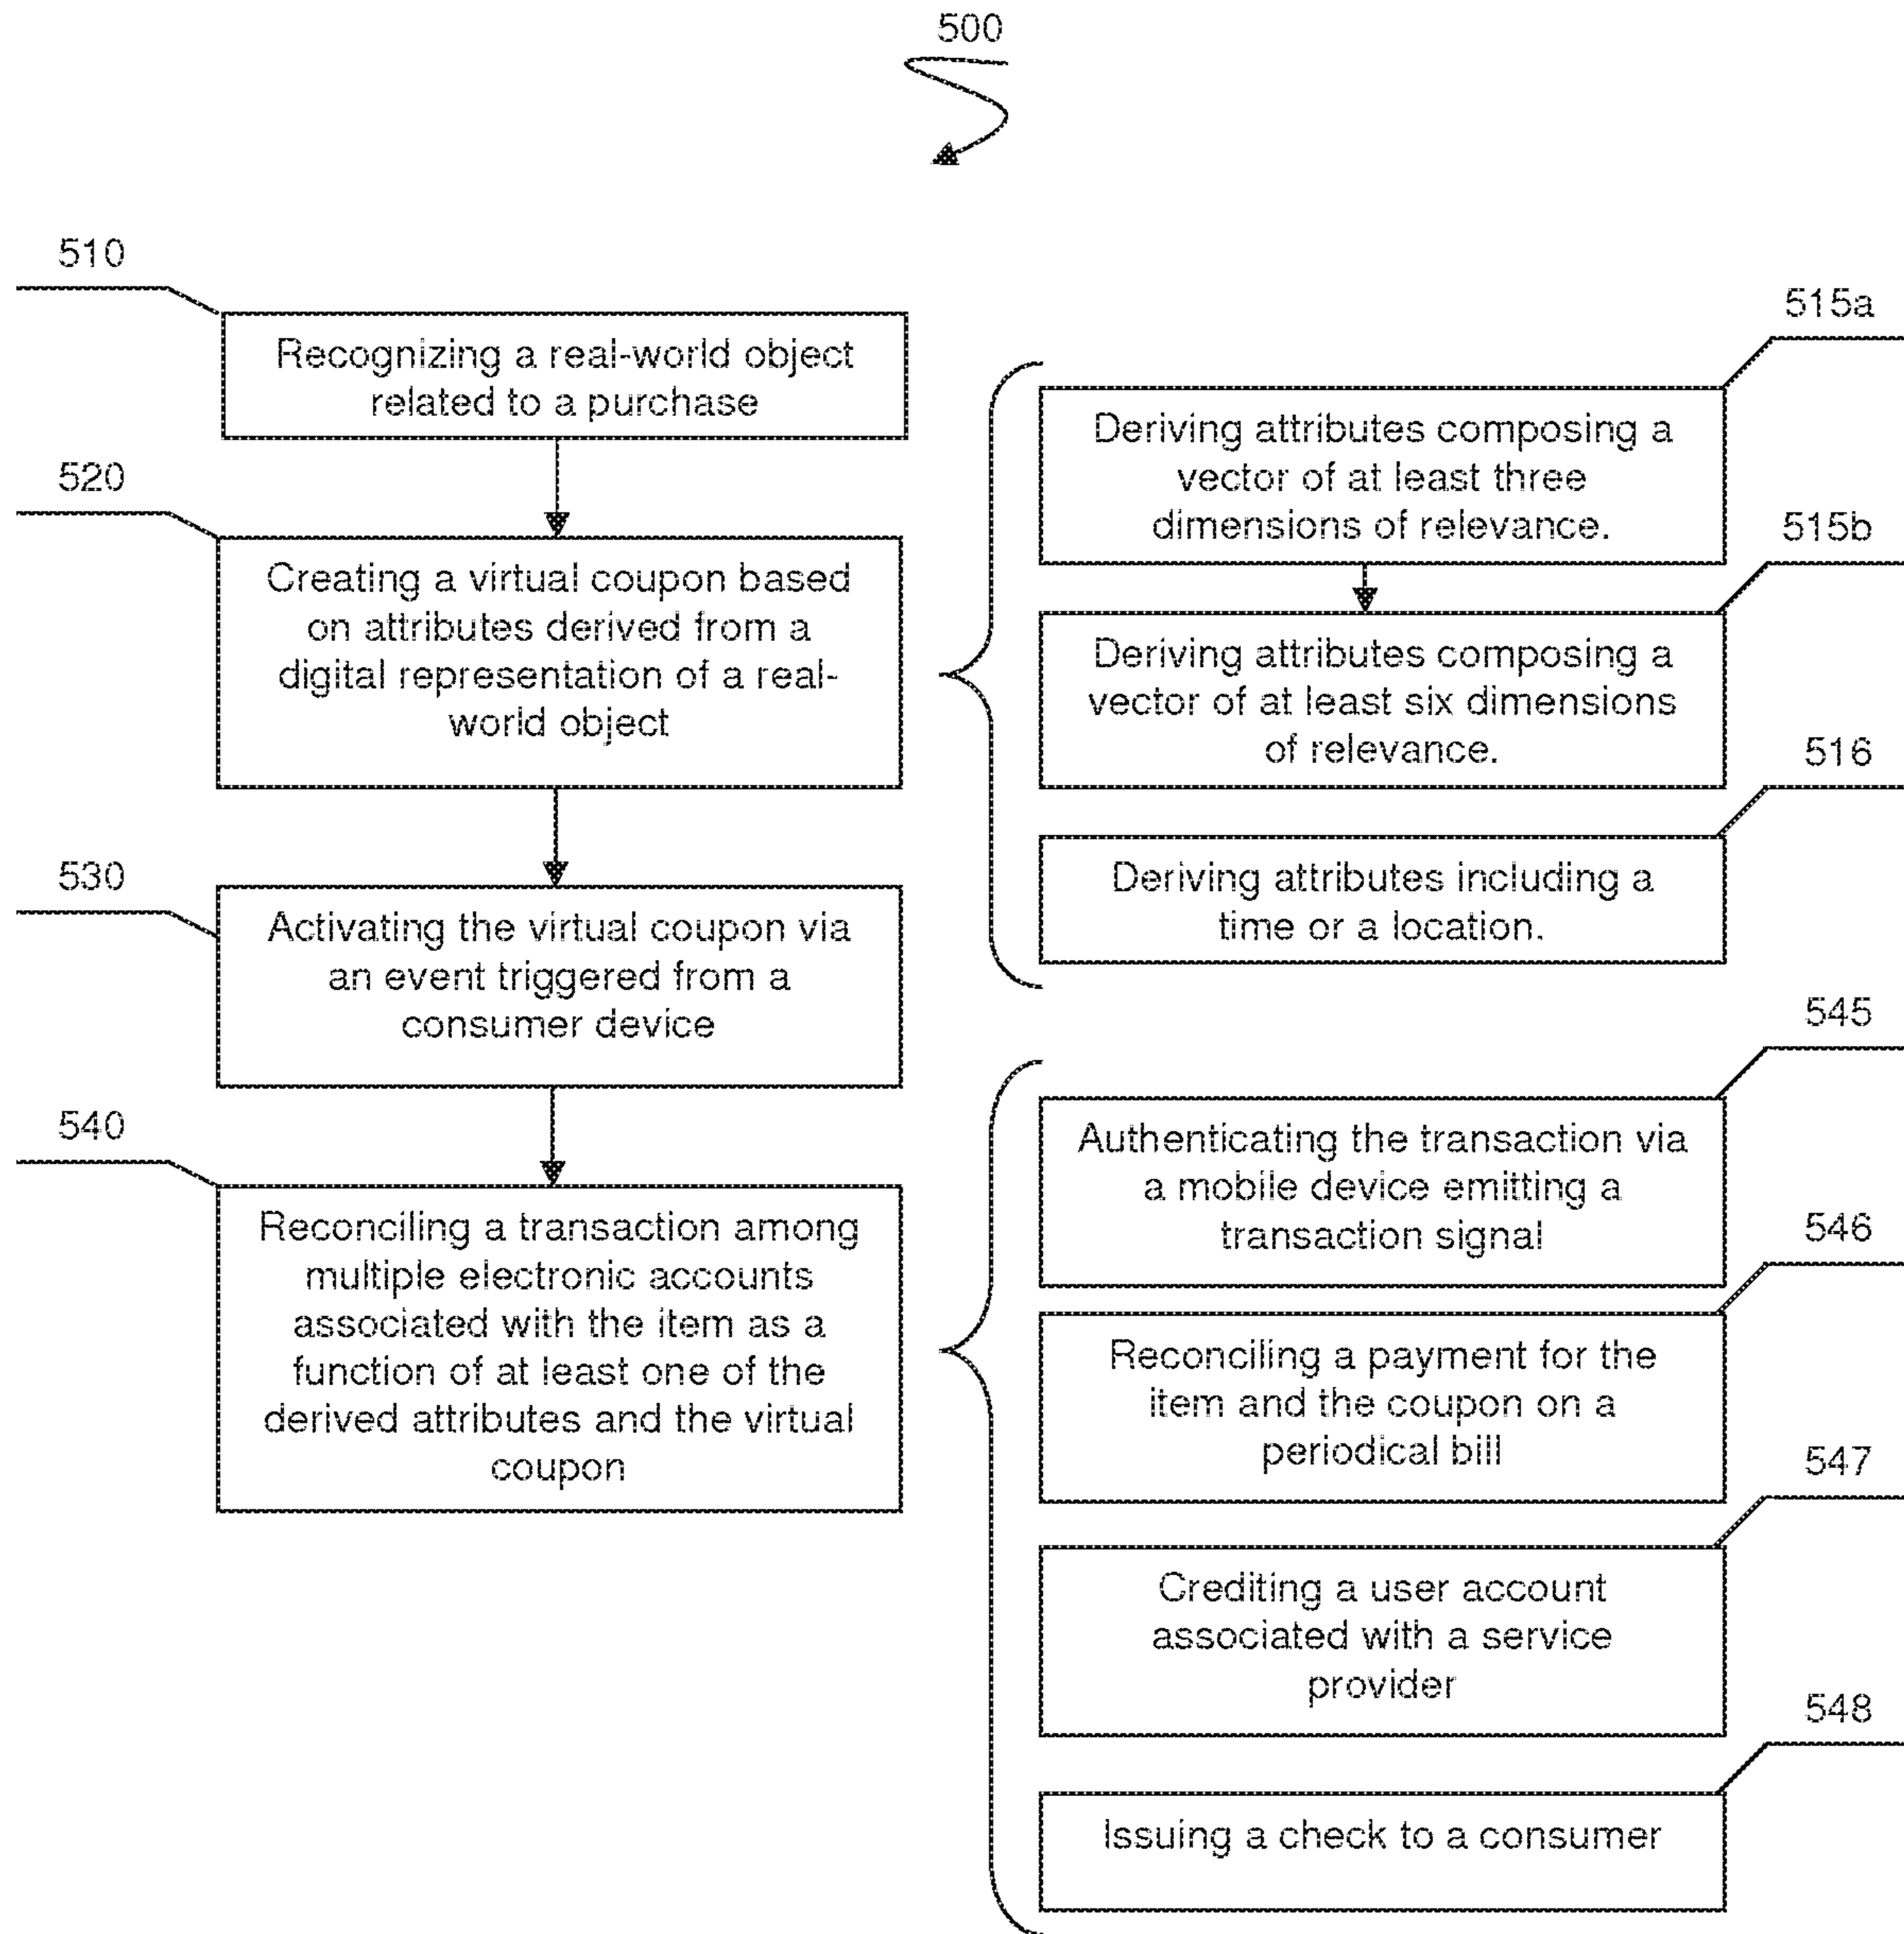 500
510
Recognizing a real-world object
related to a purchase
520
Creating a virtual coupon based
on attributes derived from a
digital representation of a real-
world object
530
Activating the virtual coupon via
an event triggered from a
consumer device
540
Reconciling a transaction among
multiple electronic accounts
associated with the item as a
function of at least one of the
derived attributes and the virtual
coupon
515a
Deriving attributes composing a
vector of at least three
dimensions of relevance.
515b
Deriving attributes composing a
vector of at least six dimensions
of relevance.
516
Deriving attributes including a
time or a location.
545
Authenticating the transaction via
a mobile device emitting a
transaction signal
546
Reconciling a payment for the
item and the coupon on a
periodical bill
547
Crediting a user account
associated with a service
provider
548
Issuing a check to a consumer